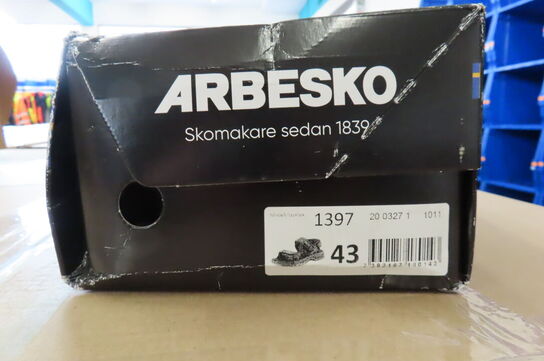 ARBESKO
Skomakare sedan 1839
1397 20 0327 1 1011
43